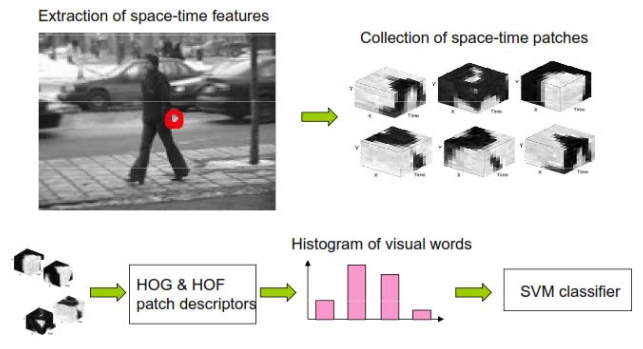 Extraction of space-time features
Collection of space-time patches
Y
X
Time
Y
X
Time
Y
X
Time
Y
X
Time
Y
X
Time
X
Time
Histogram of visual words
HOG & HOF
patch descriptors
SVM classifier